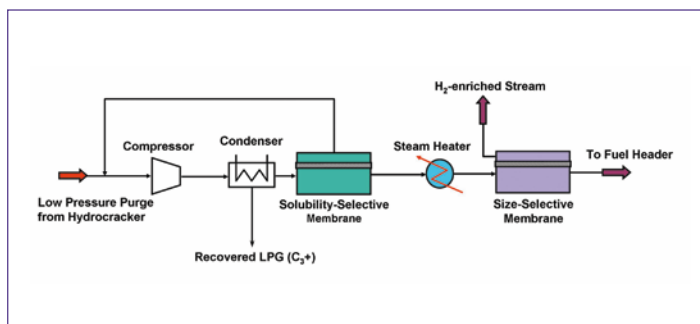 H₂-enriched Stream
Compressor
Condenser
Steam Heater
To Fuel Header
Low Pressure Purge
from Hydrocracker
Solubility-Selective
Membrane
Size-Selective
Membrane
Recovered LPG (C₃+)